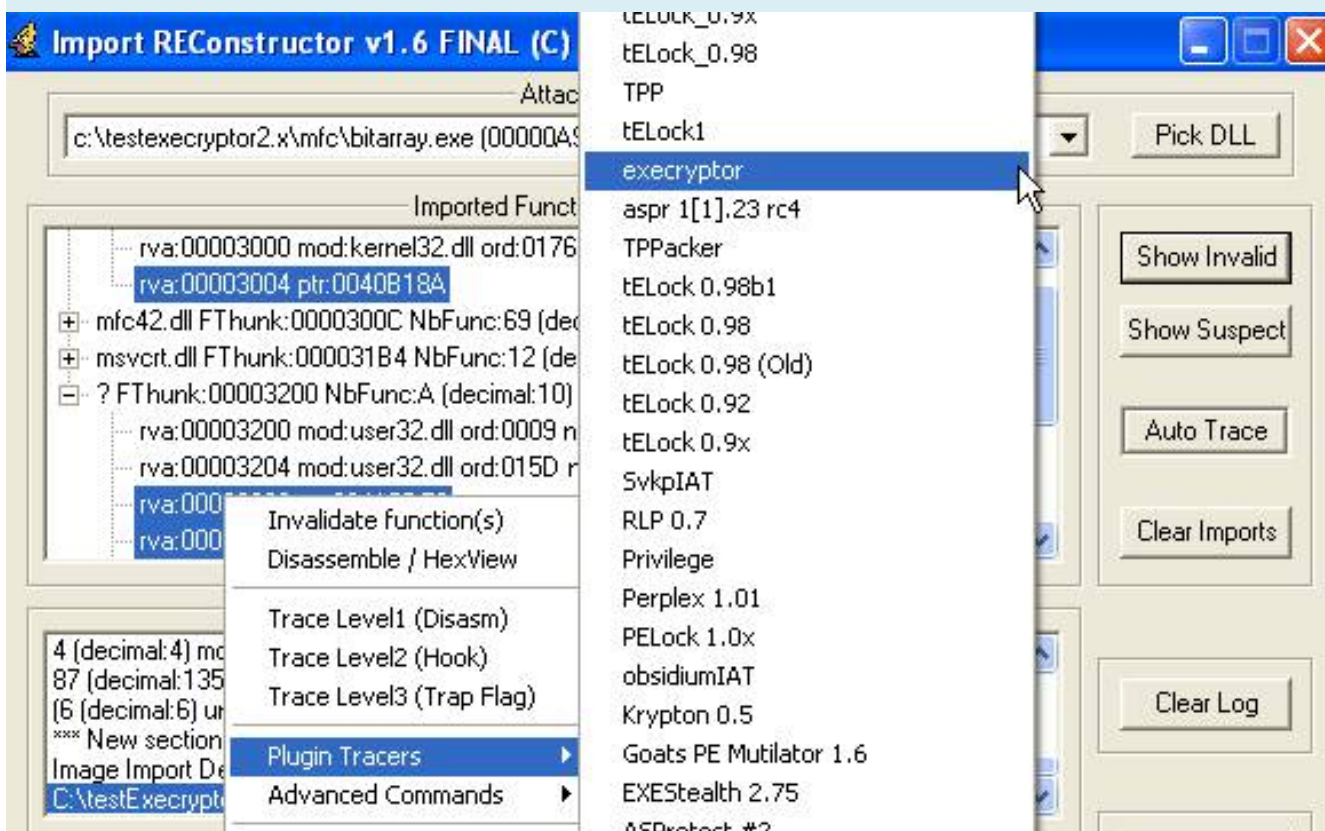 Import REConstructor v1.6 FINAL (C)
Attac
c:\testexecryptor2.x\mfc\bitarray.exe (00000A
Pick DLL
Imported Funct
rva:00003000 mod:kernel32.dll ord:0176
rva:00003004 ptr:0040B18A
mfc42.dll FThunk:0000300C NbFunc:69 (dec
msvcrt.dll FThunk:000031B4 NbFunc:12 (de
? FThunk:00003200 NbFunc:A (decimal:10)
rva:00003200 mod:user32.dll ord:0009 n
rva:00003204 mod:user32.dll ord:015D r
rva:000
rva:000
Show Invalid
Show Suspect
Auto Trace
Clear Imports
4 (decimal:4) mo
87 (decimal:135
(6 (decimal:6) un
*** New section
Image Import De
C:\testExecrypto
Clear Log
Invalidate function(s)
Disassemble / HexView
Trace Level1 (Disasm)
Trace Level2 (Hook)
Trace Level3 (Trap Flag)
Plugin Tracers
Advanced Commands
tELock_0.9x
tELock_0.98
TPP
tELock1
execryptor
aspr 1[1].23 rc4
TPPacker
tELock 0.98b1
tELock 0.98
tELock 0.98 (Old)
tELock 0.92
tELock 0.9x
SvkpIAT
RLP 0.7
Privilege
Perplex 1.01
PELock 1.0x
obsidiumIAT
Krypton 0.5
Goats PE Mutilator 1.6
EXEStealth 2.75
ASProtect #2